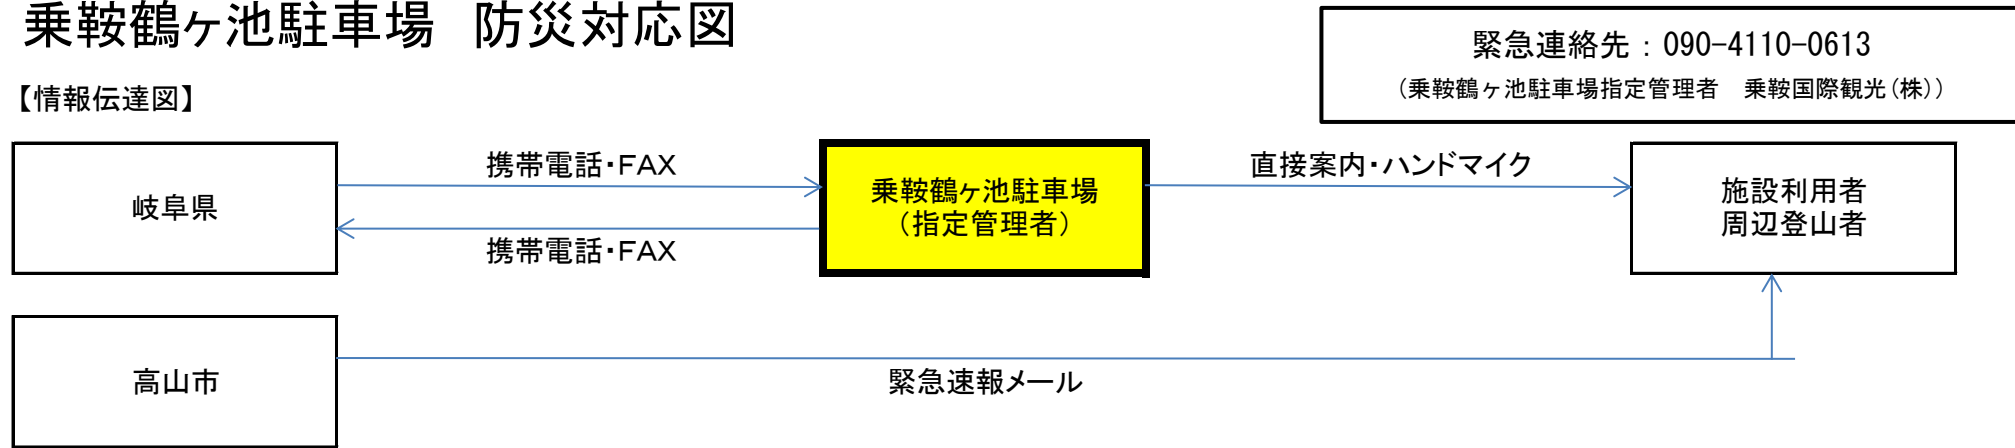 乗鞍鶴ヶ池駐車場　防災対応図
緊急連絡先：090-4110-0613
（乗鞍鶴ヶ池駐車場指定管理者　乗鞍国際観光(株)）
【情報伝達図】
岐阜県
携帯電話・FAX
携帯電話・FAX
乗鞍鶴ヶ池駐車場
（指定管理者）
直接案内・ハンドマイク
施設利用者
周辺登山者
高山市
緊急速報メール